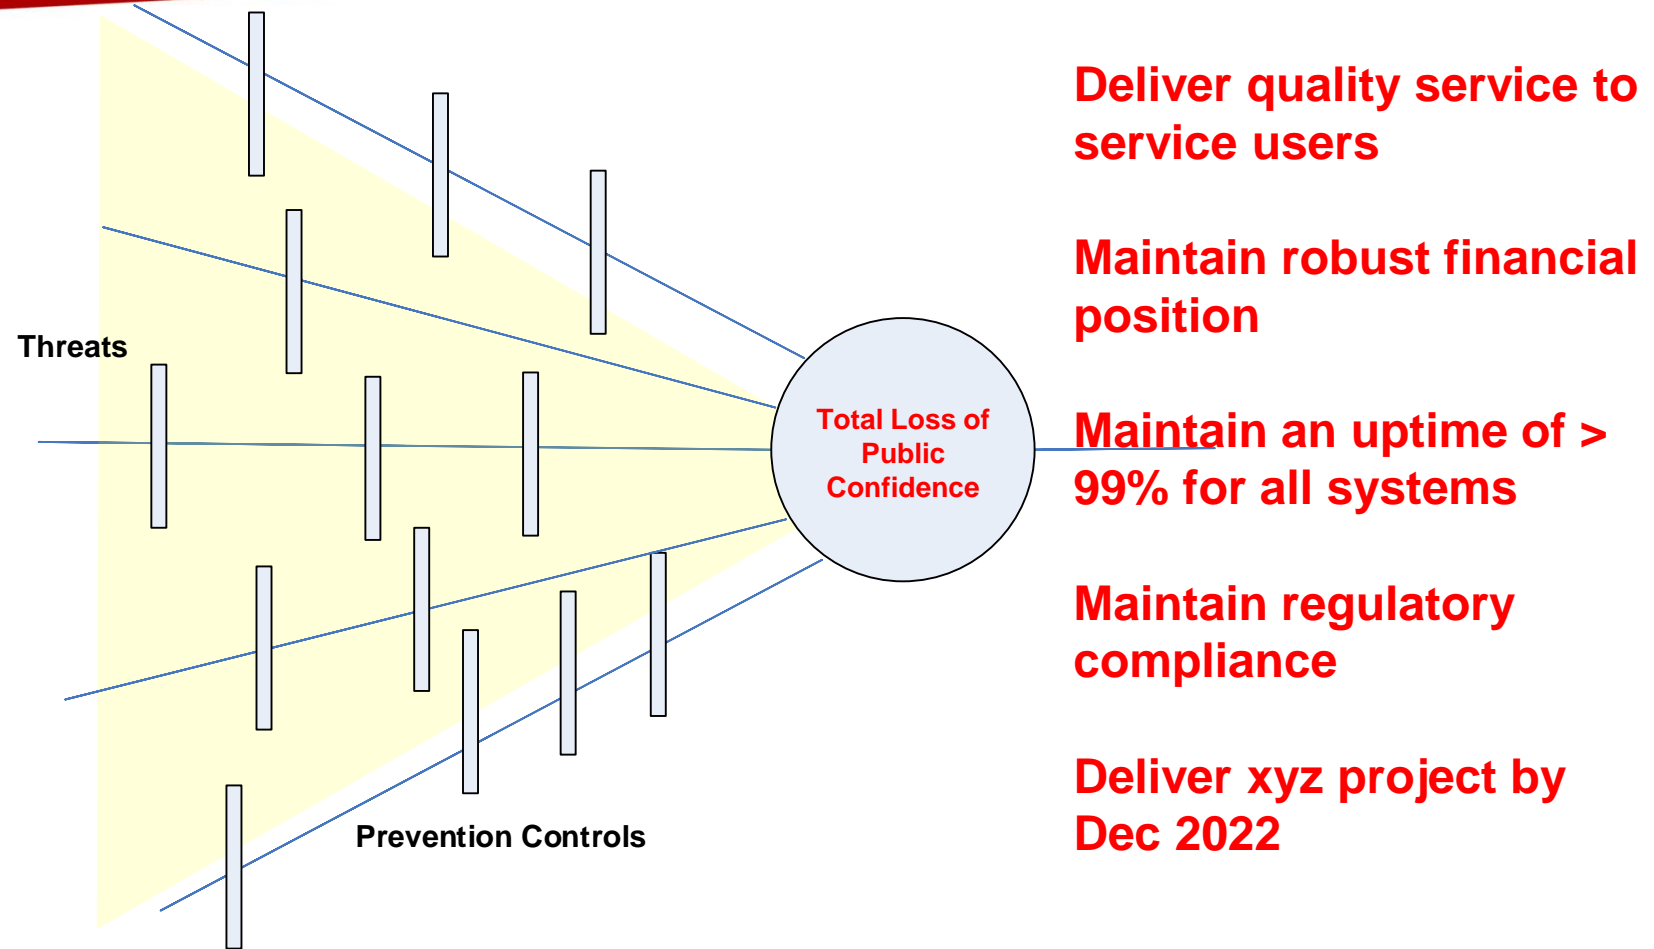 Threats
Total Loss of
Public
Confidence
Prevention Controls
Deliver quality service to
service users
Maintain robust financial
position
Maintain an uptime of >
99% for all systems
Maintain regulatory
compliance
Deliver xyz project by
Dec 2022